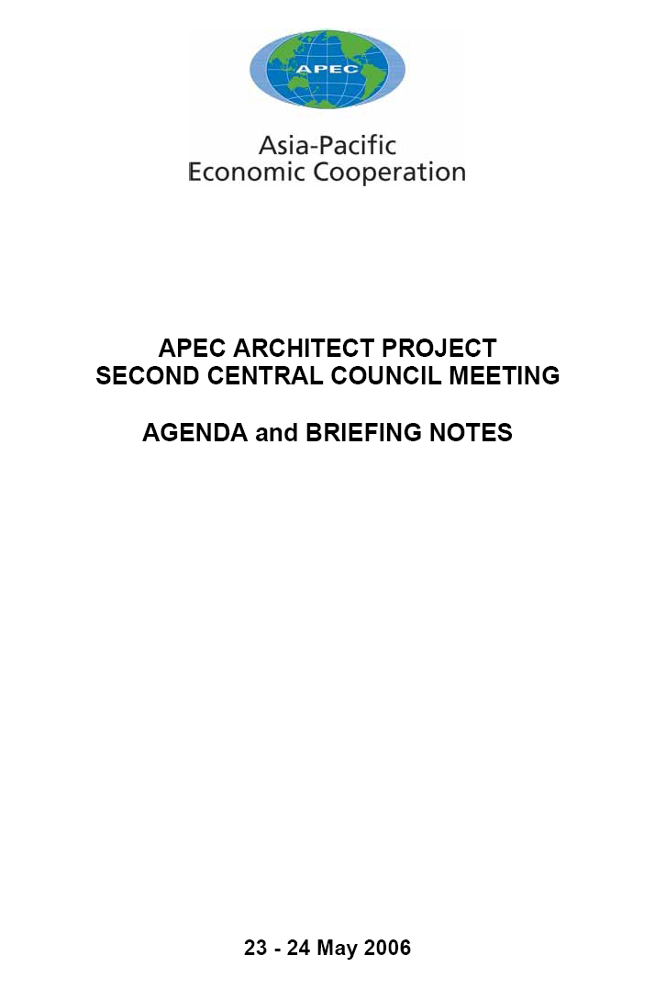 APEC
Asia-Pacific
Economic Cooperation
APEC ARCHITECT PROJECT
SECOND CENTRAL COUNCIL MEETING
AGENDA and BRIEFING NOTES
23 - 24 May 2006